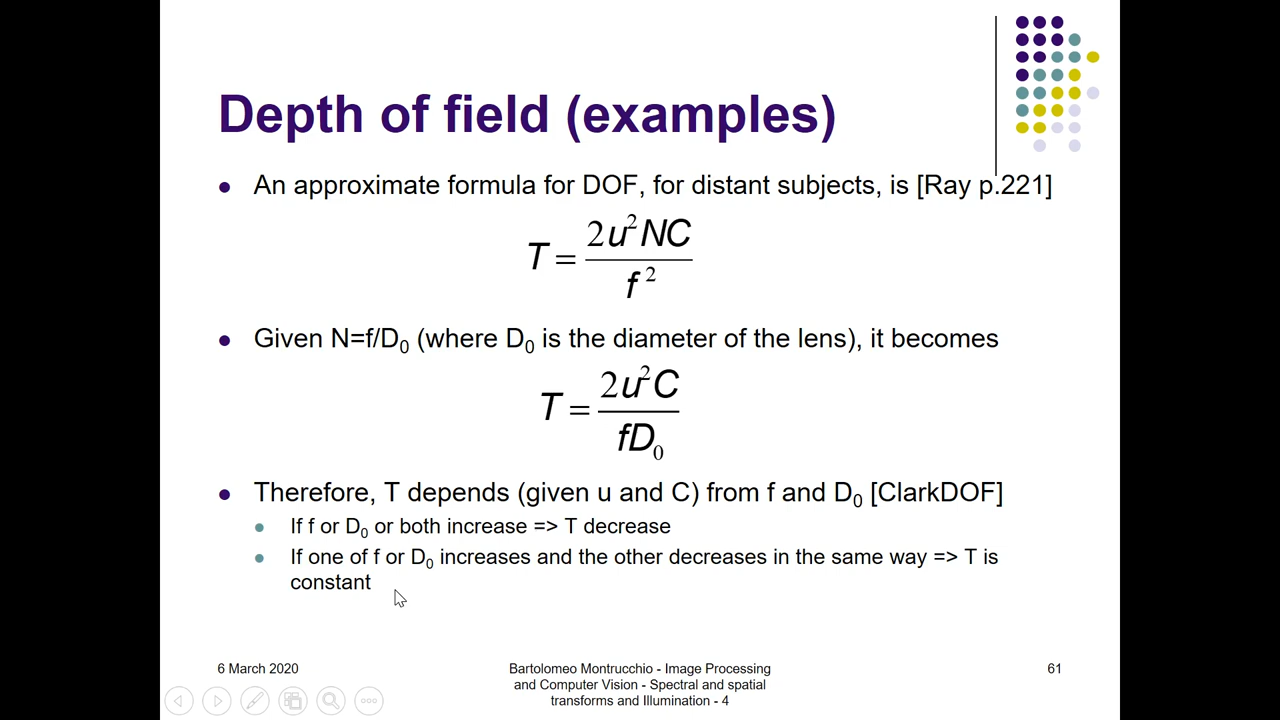 Depth of field (examples)
An approximate formula for DOF, for distant subjects, is [Ray p.221]
T = 2u²NC / f²
Given N=f/D₀ (where D₀ is the diameter of the lens), it becomes
T = 2u²C / fD₀
Therefore, T depends (given u and C) from f and D₀ [ClarkDOF]
If f or D₀ or both increase => T decrease
If one of f or D₀ increases and the other decreases in the same way => T is
constant
6 March 2020
Bartolomeo Montrucchio - Image Processing
and Computer Vision - Spectral and spatial
transforms and Illumination - 4
61